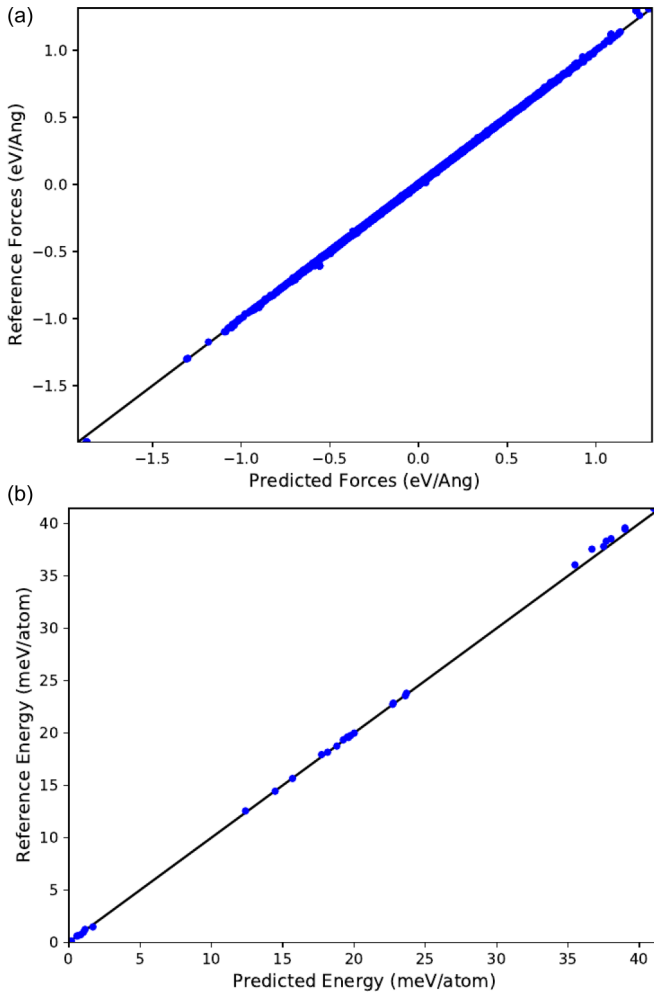 (a)
1.0
0.5
0.0
−0.5
−1.0
−1.5
Reference Forces (eV/Ang)
−1.5 −1.0 −0.5 0.0 0.5 1.0
Predicted Forces (eV/Ang)
(b)
40
35
30
25
20
15
10
5
0
Reference Energy (meV/atom)
0 5 10 15 20 25 30 35 40
Predicted Energy (meV/atom)